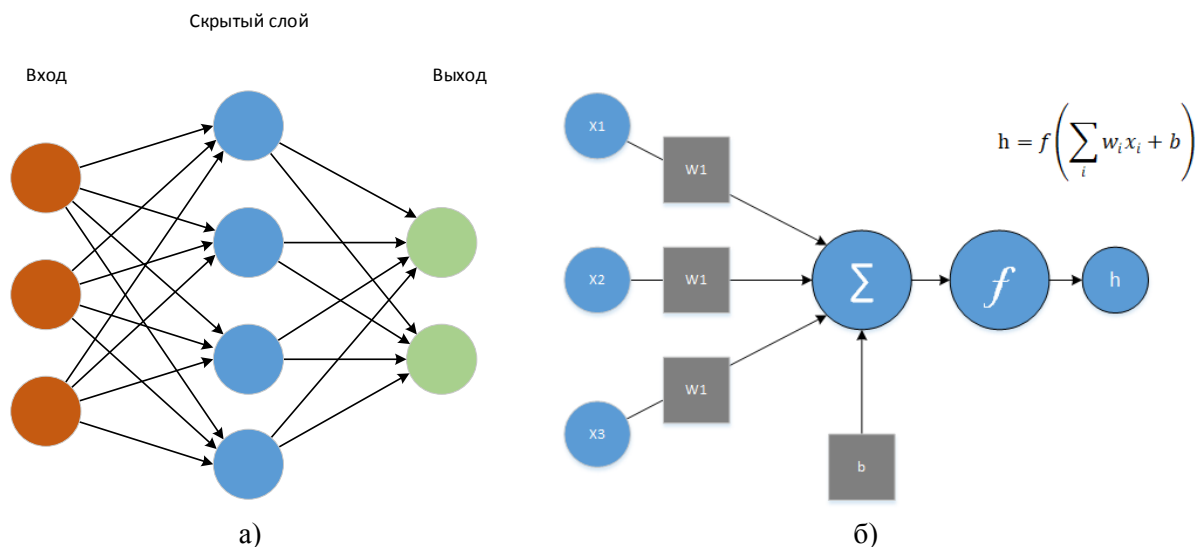 Скрытый слой
Вход
Выход
а)
X1
W1
X2
W1
X3
W1
b
∑
f
h
h = f(∑ᵢ wᵢxᵢ + b)
б)